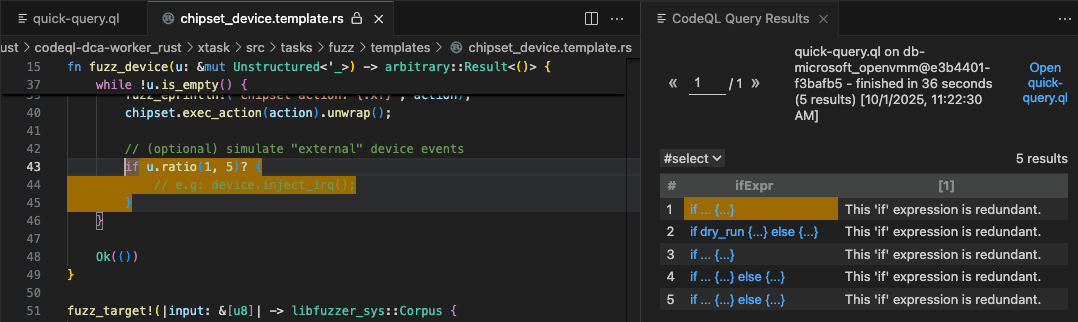 quick-query.ql
chipset_device.template.rs
ust > codeql-dca-worker_rust > xtask > src > tasks > fuzz > templates > chipset_device.template.rs
15 fn fuzz_device(u: &mut Unstructured<'_>) -> arbitrary::Result<()> {
37 while !u.is_empty() {
39 fuzz_eprintln!("chipset action: {:x?}", action);
40 chipset.exec_action(action).unwrap();
41
42 // (optional) simulate "external" device events
43 if u.ratio(1, 5)? {
44 // e.g: device.inject_irq();
45 }
46 }
47
48 Ok(())
49 }
50
51 fuzz_target!(|input: &[u8]| -> libfuzzer_sys::Corpus {
CodeQL Query Results
« 1 / 1 »
quick-query.ql on db-
microsoft_openvmm@e3b4401-
f3bafb5 - finished in 36 seconds
(5 results) [10/1/2025, 11:22:30
AM]
Open
quick-
query.ql
#select
5 results
# ifExpr [1]
1 if ... {...} This 'if' expression is redundant.
2 if dry_run {...} else {...} This 'if' expression is redundant.
3 if ... {...} This 'if' expression is redundant.
4 if ... {...} else {...} This 'if' expression is redundant.
5 if ... {...} else {...} This 'if' expression is redundant.